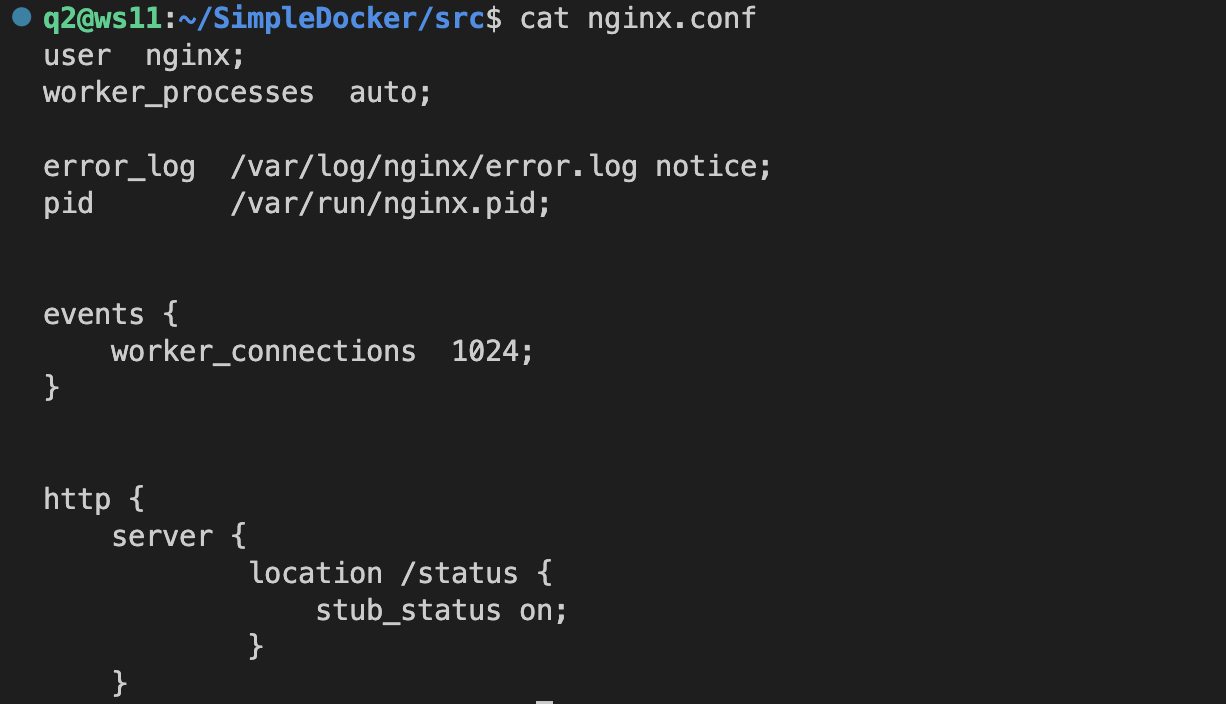 q2@ws11:~/SimpleDocker/src$ cat nginx.conf
user  nginx;
worker_processes  auto;
error_log  /var/log/nginx/error.log notice;
pid        /var/run/nginx.pid;
events {
    worker_connections  1024;
}
http {
    server {
            location /status {
                stub_status on;
            }
    }